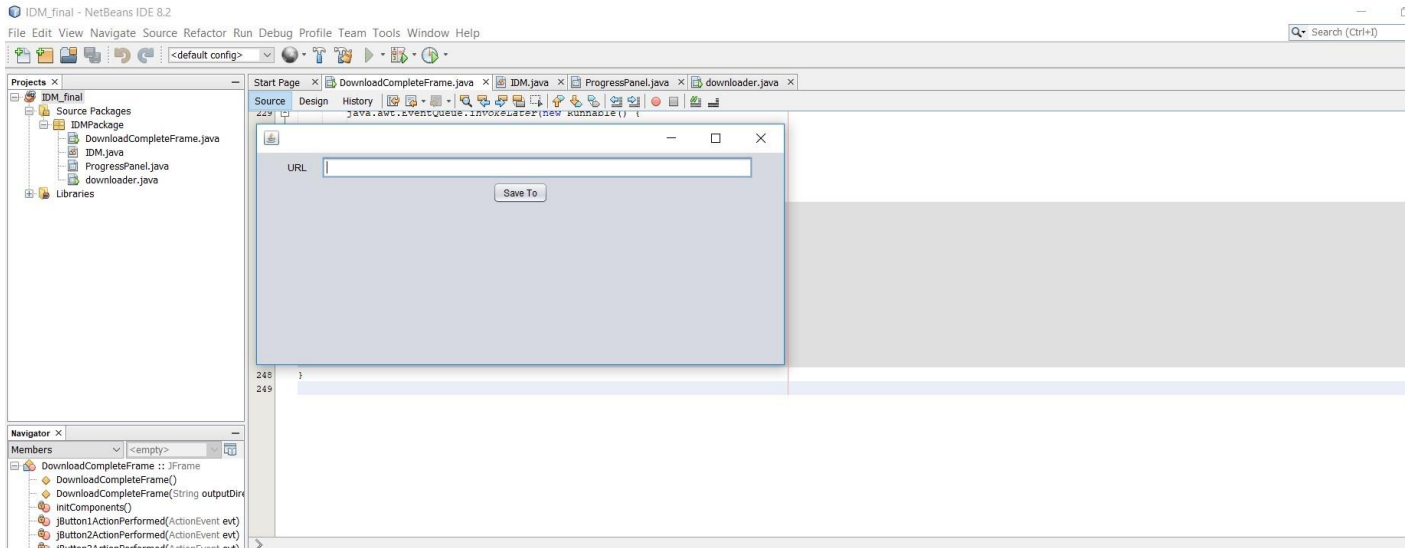 IDM_final - NetBeans IDE 8.2
File Edit View Navigate Source Refactor Run Debug Profile Team Tools Window Help
Search (Ctrl+I)
<default config>
Projects
IDM_final
Source Packages
IDMPackage
DownloadCompleteFrame.java
IDM.java
ProgressPanel.java
downloader.java
Libraries
Start Page DownloadCompleteFrame.java IDM.java ProgressPanel.java downloader.java
Source Design History
229 java.awt.EventQueue.invokeLater(new Runnable() {
URL
Save To
248 }
249
Navigator
Members <empty>
DownloadCompleteFrame :: JFrame
DownloadCompleteFrame()
DownloadCompleteFrame(String outputDire
initComponents()
jButton1ActionPerformed(ActionEvent evt)
jButton2ActionPerformed(ActionEvent evt)
jButton3ActionPerformed(ActionEvent evt)